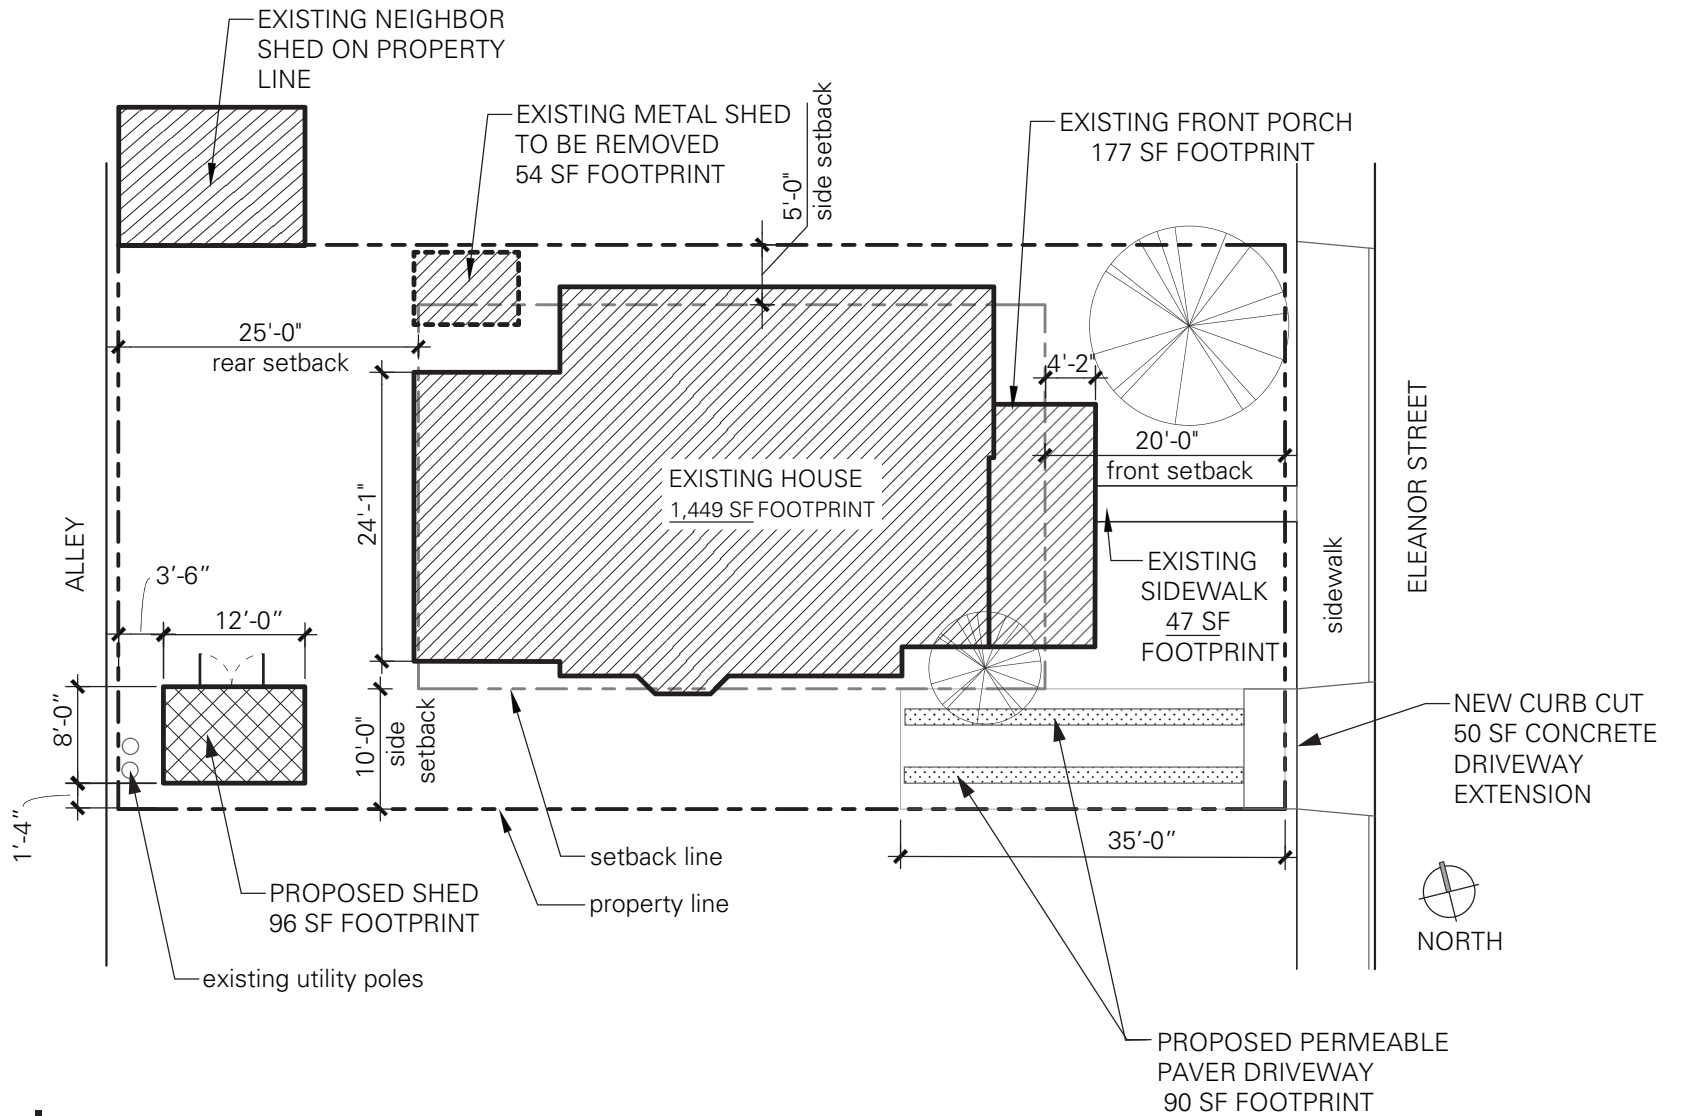 EXISTING NEIGHBOR
SHED ON PROPERTY
LINE
EXISTING METAL SHED
TO BE REMOVED
54 SF FOOTPRINT
5'-0"
side setback
EXISTING FRONT PORCH
177 SF FOOTPRINT
25'-0"
rear setback
4'-2"
20'-0"
front setback
EXISTING HOUSE
1,449 SF FOOTPRINT
24'-1"
ALLEY
3'-6”
12'-0”
8'-0”
1'-4”
10'-0"
side
setback
EXISTING
SIDEWALK
47 SF
FOOTPRINT
sidewalk
ELEANOR STREET
NEW CURB CUT
50 SF CONCRETE
DRIVEWAY
EXTENSION
35'-0”
setback line
property line
PROPOSED SHED
96 SF FOOTPRINT
existing utility poles
NORTH
PROPOSED PERMEABLE
PAVER DRIVEWAY
90 SF FOOTPRINT